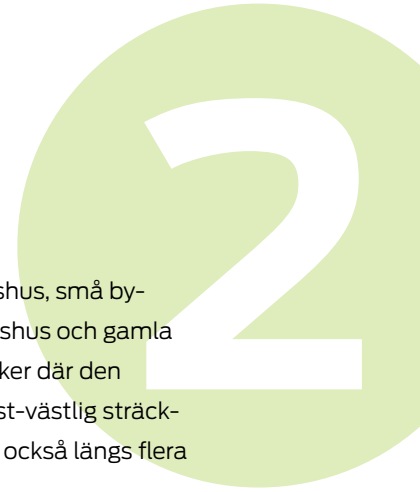 2
shus, små by-
shus och gamla
ker där den
st-västlig sträck-
också längs flera